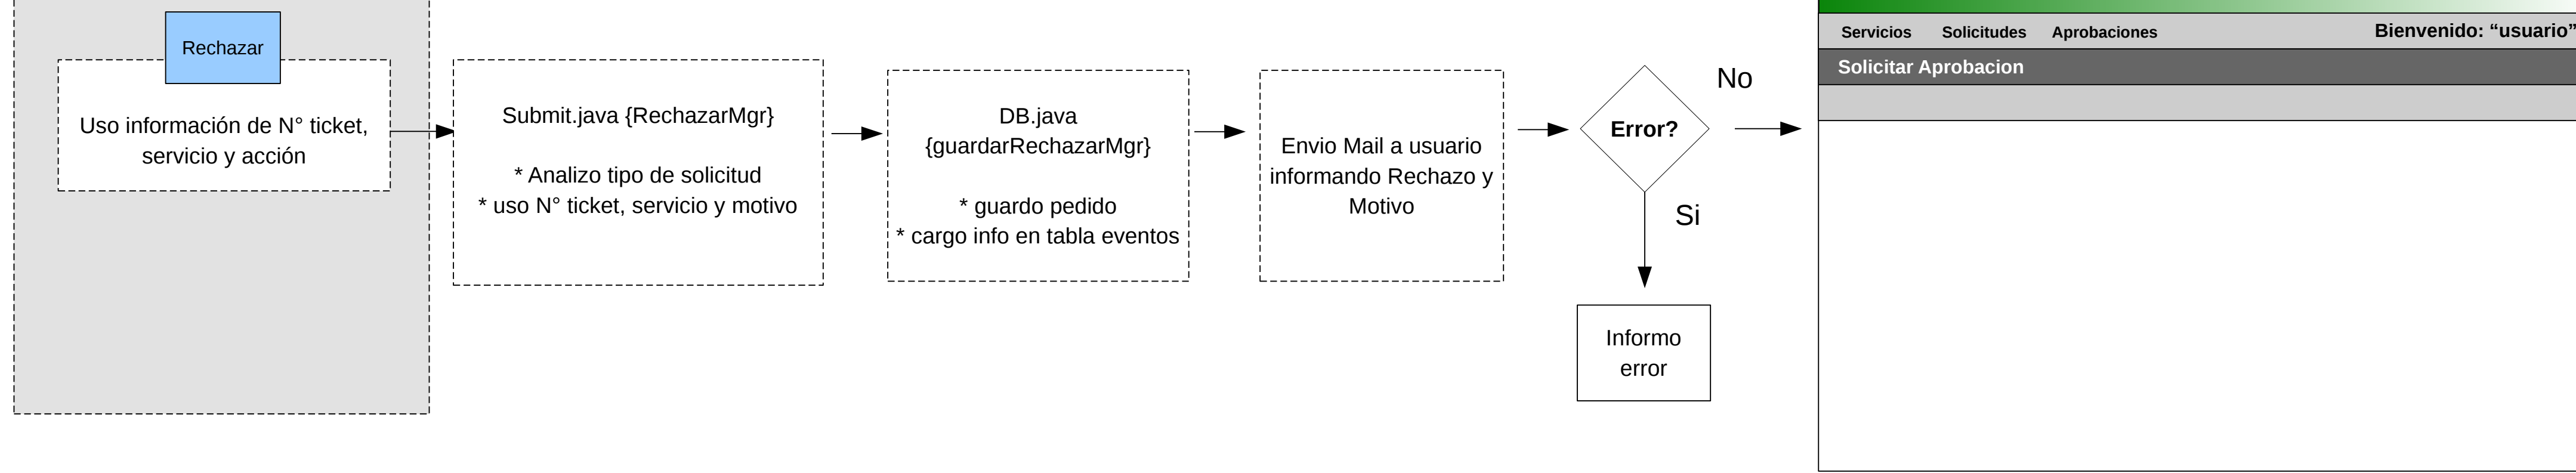 Rechazar
Uso información de N° ticket,
servicio y acción
Submit.java {RechazarMgr}
* Analizo tipo de solicitud
* uso N° ticket, servicio y motivo
DB.java
{guardarRechazarMgr}
* guardo pedido
* cargo info en tabla eventos
Envio Mail a usuario
informando Rechazo y
Motivo
Error?
No
Si
Informo
error
Servicios Solicitudes Aprobaciones Bienvenido: “usuario”
Solicitar Aprobacion